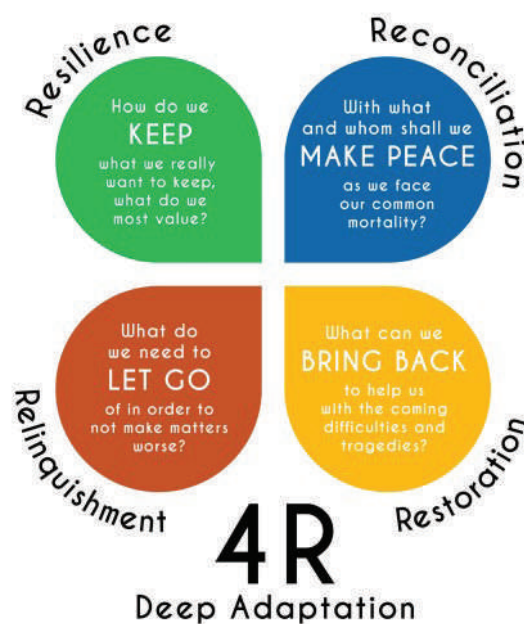 Resilience
How do we
KEEP
what we really
want to keep,
what do we
most value?
Reconciliation
With what
and whom shall we
MAKE PEACE
as we face
our common
mortality?
Relinquishment
What do
we need to
LET GO
of in order to
not make matters
worse?
Restoration
What can we
BRING BACK
to help us
with the coming
difficulties and
tragedies?
4R
Deep Adaptation